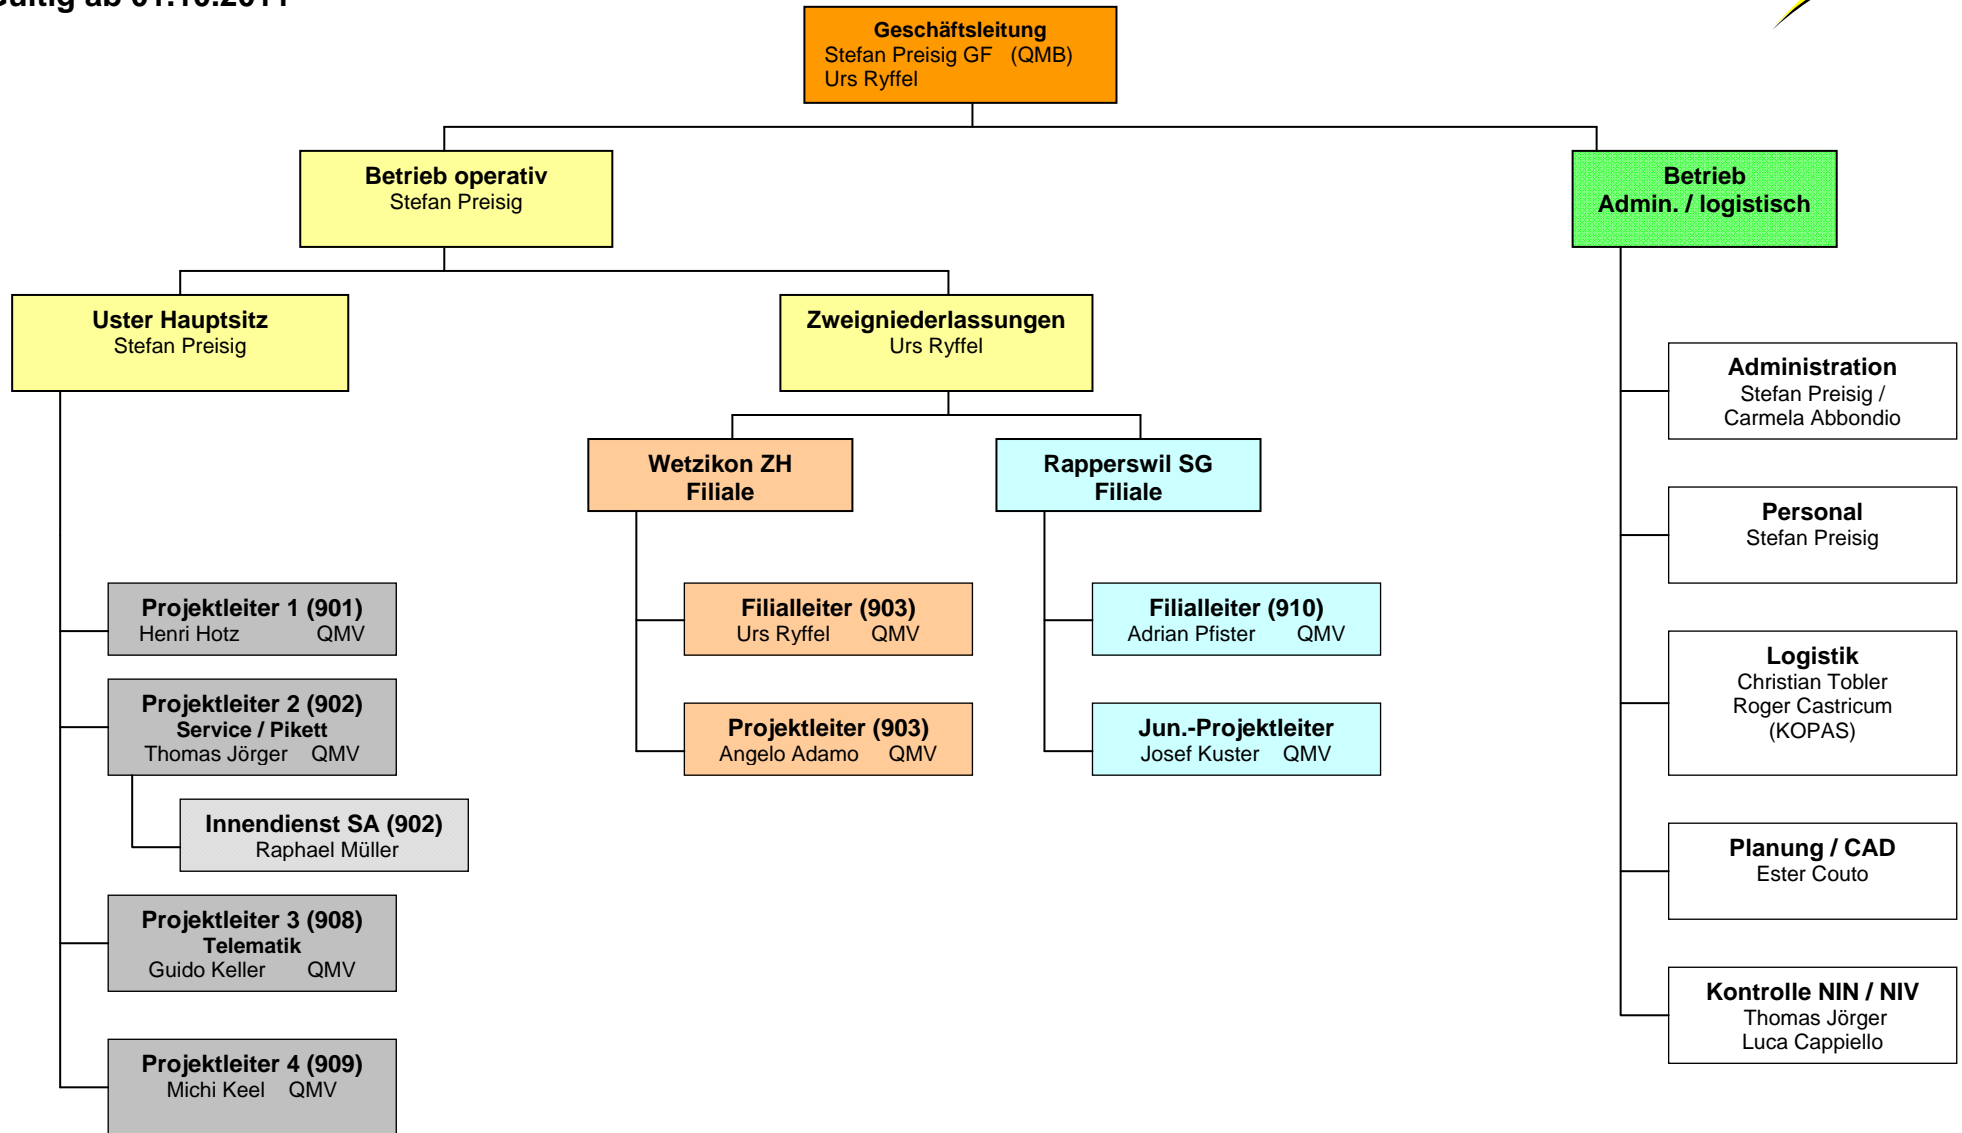 Gültig ab 01.10.2011
Geschäftsleitung
Stefan Preisig GF (QMB)
Urs Ryffel
Betrieb operativ
Stefan Preisig
Betrieb
Admin. / logistisch
Uster Hauptsitz
Stefan Preisig
Zweigniederlassungen
Urs Ryffel
Administration
Stefan Preisig /
Carmela Abbondio
Wetzikon ZH
Filiale
Rapperswil SG
Filiale
Personal
Stefan Preisig
Projektleiter 1 (901)
Henri Hotz QMV
Filialleiter (903)
Urs Ryffel QMV
Filialleiter (910)
Adrian Pfister QMV
Logistik
Christian Tobler
Roger Castricum
(KOPAS)
Projektleiter 2 (902)
Service / Pikett
Thomas Jörger QMV
Projektleiter (903)
Angelo Adamo QMV
Jun.-Projektleiter
Josef Kuster QMV
Innendienst SA (902)
Raphael Müller
Planung / CAD
Ester Couto
Projektleiter 3 (908)
Telematik
Guido Keller QMV
Kontrolle NIN / NIV
Thomas Jörger
Luca Cappiello
Projektleiter 4 (909)
Michi Keel QMV